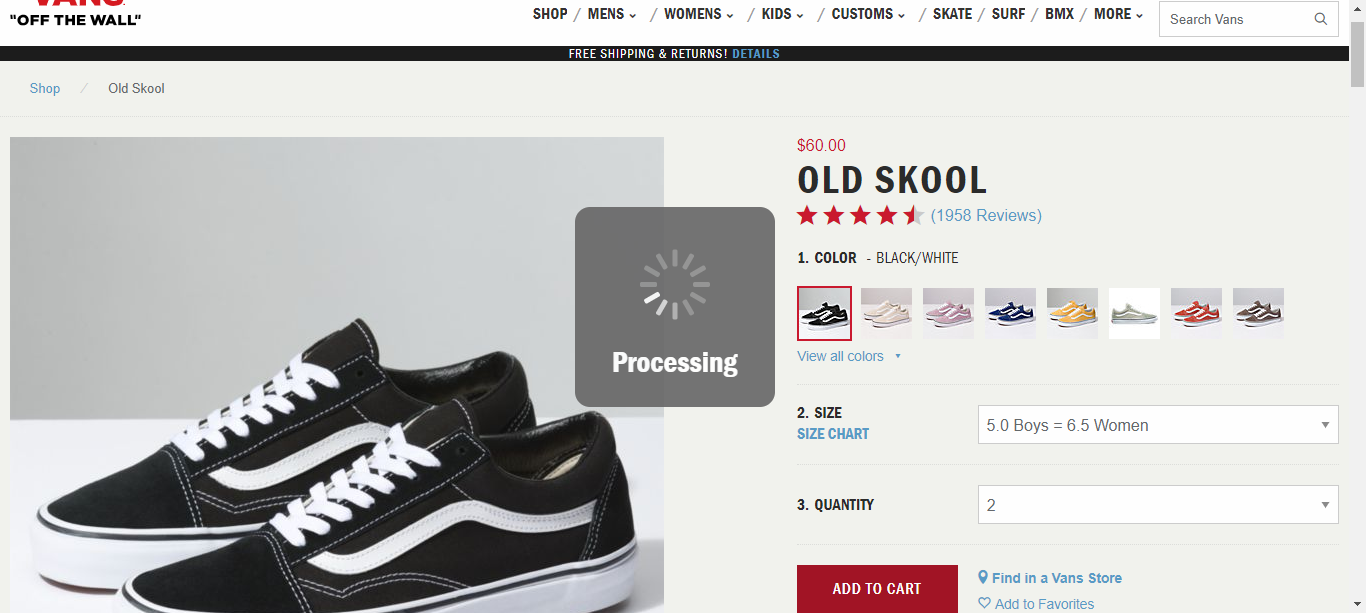 VANS
"OFF THE WALL"
SHOP / MENS / WOMENS / KIDS / CUSTOMS / SKATE / SURF / BMX / MORE
Search Vans
FREE SHIPPING & RETURNS! DETAILS
Shop / Old Skool
$60.00
OLD SKOOL
(1958 Reviews)
1. COLOR - BLACK/WHITE
View all colors
Processing
2. SIZE
SIZE CHART
5.0 Boys = 6.5 Women
3. QUANTITY
2
ADD TO CART
Find in a Vans Store
Add to Favorites